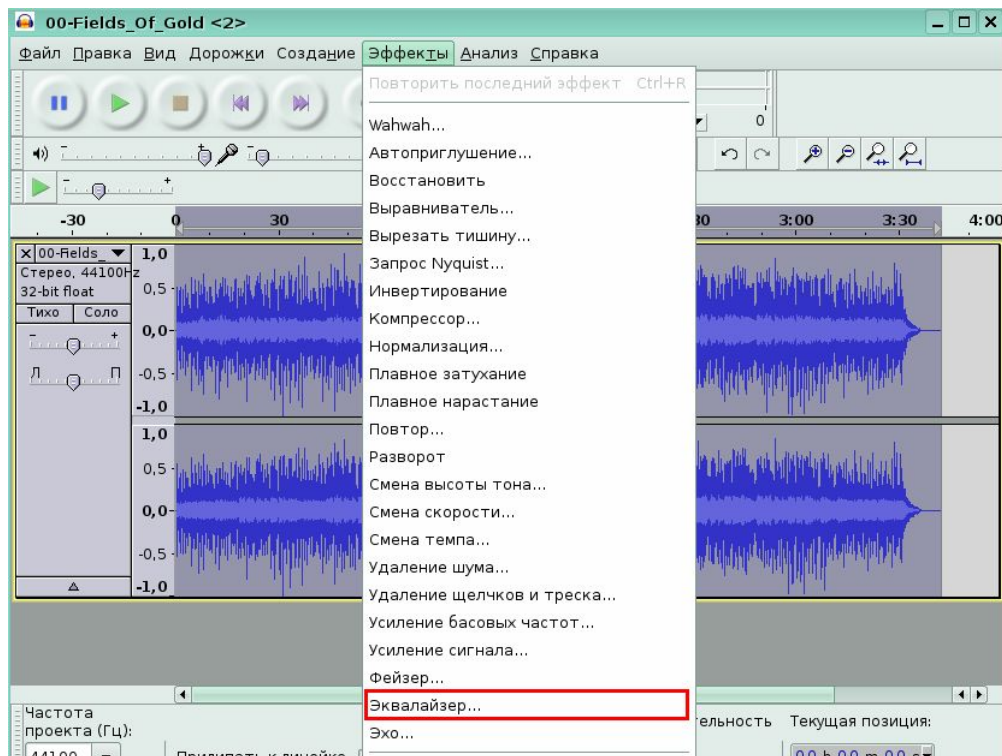 00-Fields_Of_Gold <2>
Файл Правка Вид Дорожки Создание Эффекты Анализ Справка
Повторить последний эффект Ctrl+R
0
Wahwah...
Автоприглушение...
Восстановить
Выравниватель...
Вырезать тишину...
Запрос Nyquist...
Инвертирование
Компрессор...
Нормализация...
Плавное затухание
Плавное нарастание
Повтор...
Разворот
Смена высоты тона...
Смена скорости...
Смена темпа...
Удаление шума...
Удаление щелчков и треска...
Усиление басовых частот...
Усиление сигнала...
Фейзер...
Эквалайзер...
Эхо...
-30 0 30 3:00 3:30 4:00
00-Fields_
Стерео, 44100Hz
32-bit float
Тихо Соло
- +
Л П
1,0
0,5
0,0
-0,5
-1,0
1,0
0,5
0,0
-0,5
-1,0
Частота
проекта (Гц):
Текущая позиция:
44100